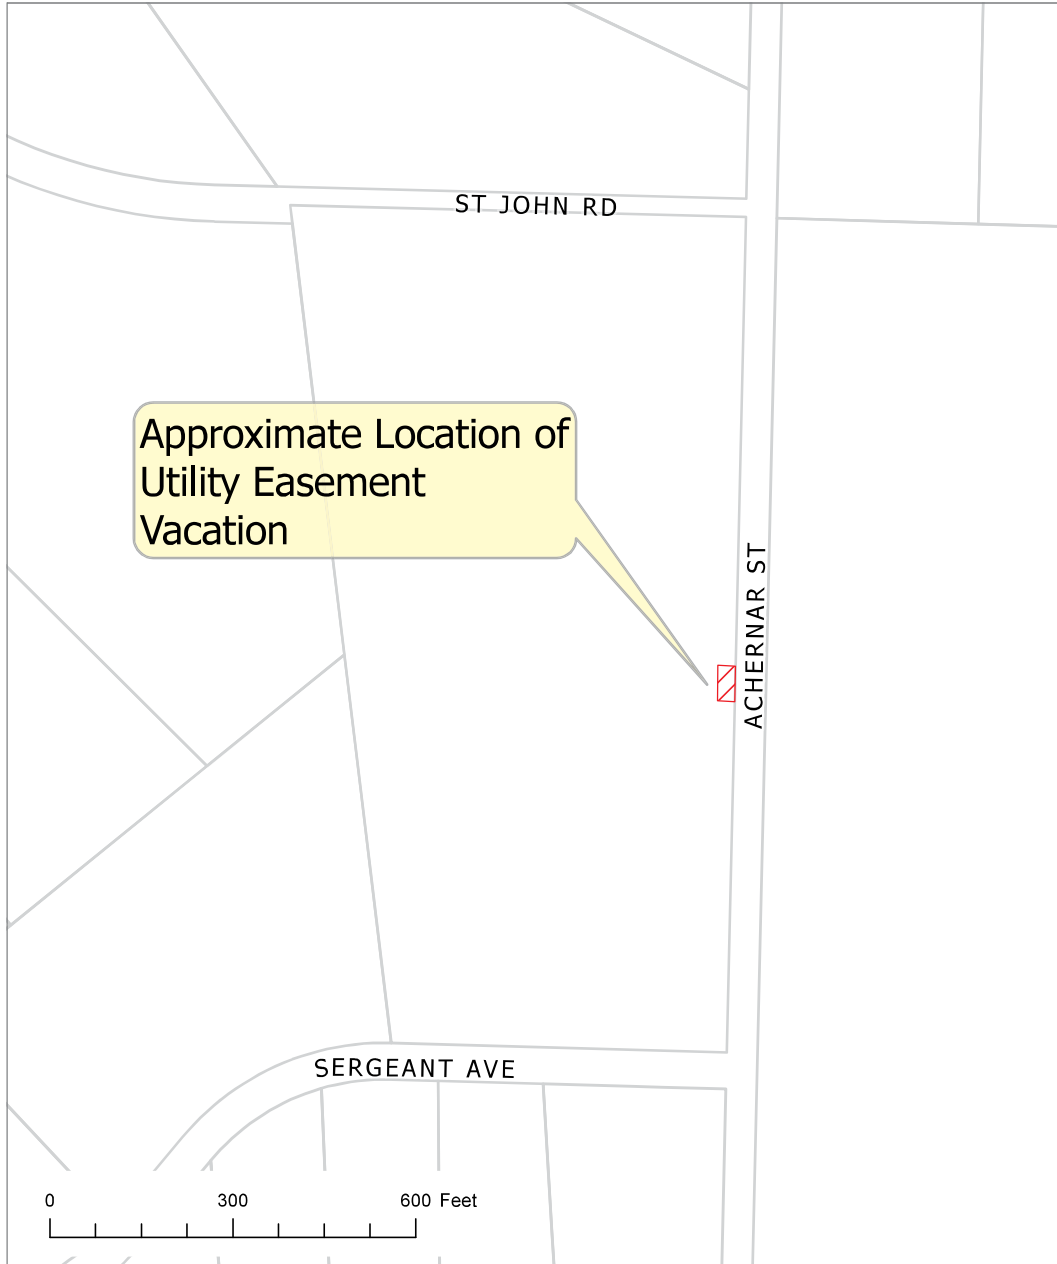 ST JOHN RD
Approximate Location of
Utility Easement
Vacation
ACHERNAR ST
SERGEANT AVE
0 300 600 Feet